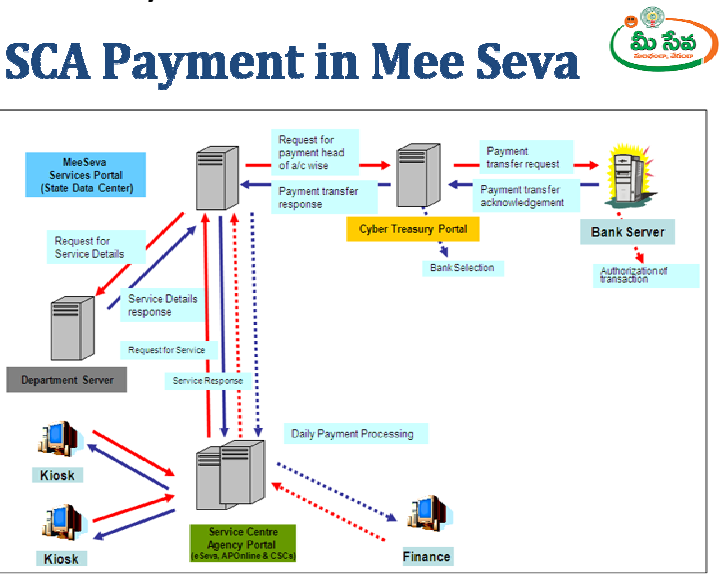 SCA Payment in Mee Seva
మీ సేవ
MeeSeva
Services Portal
(State Data Center)
Request for
payment head
of a/c wise
Payment transfer
response
Payment
transfer request
Payment transfer
acknowledgement
Cyber Treasury Portal
Bank Server
Bank Selection
Authorization of
transaction
Request for
Service Details
Service Details
response
Request for Service
Service Response
Department Server
Daily Payment Processing
Kiosk
Kiosk
Service Centre
Agency Portal
(eSeva, APOnline & CSCs)
Finance